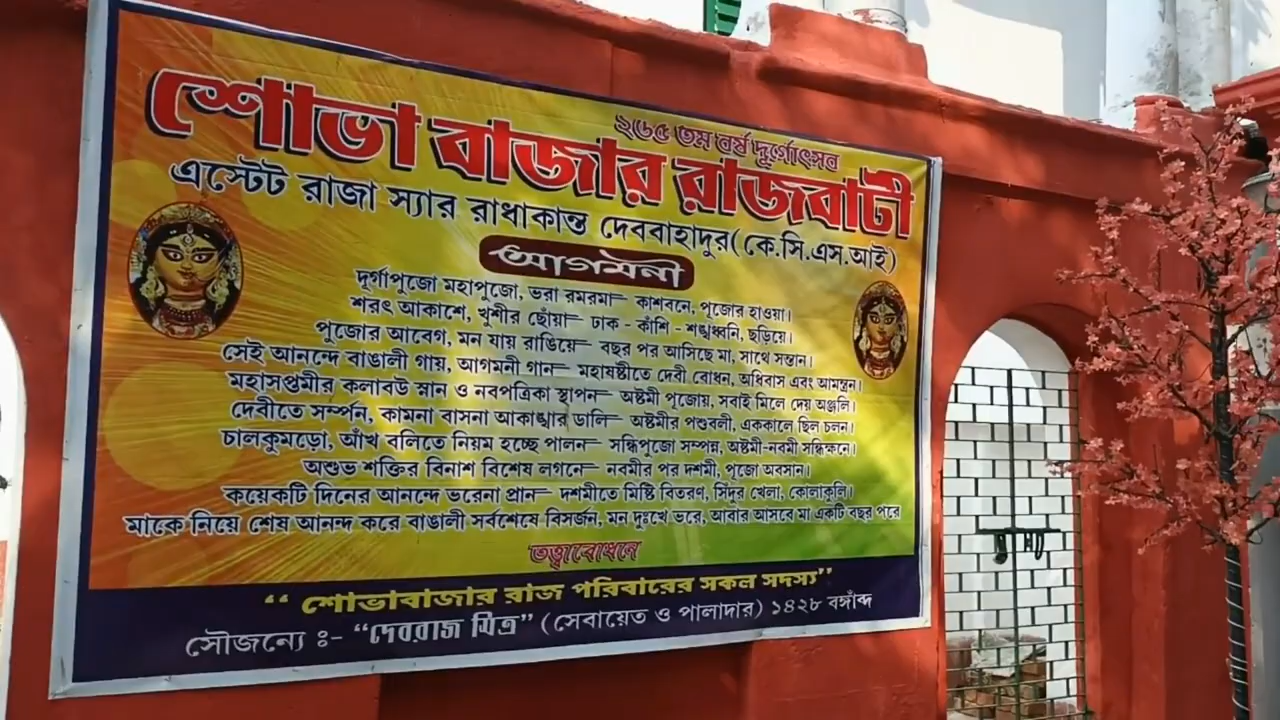 ২৬৫ তম বর্ষ দূর্গোৎসব
শোভা বাজার রাজবাটী
এস্টেট রাজা স্যার রাধাকান্ত দেববাহাদুর(কে.সি.এস.আই)
আগমনী
দূর্গাপুজো মহাপুজো, ভরা রমরমা— কাশবনে, পূজোর হাওয়া।
শরৎ আকাশে, খুশীর ছোঁয়া— ঢাক - কাঁশি - শঙ্খধ্বনি, ছড়িয়ে।
পুজোর আবেগ, মন যায় রাঙিয়ে— বছর পর আসিছে মা, সাথে সন্তান।
সেই আনন্দে বাঙালী গায়, আগমনী গান— মহাষষ্টীতে দেবী বোধন, অধিবাস এবং আমন্ত্রন।
মহাসপ্তমীর কলাবউ স্নান ও নবপত্রিকা স্থাপন— অষ্টমী পূজোয়, সবাই মিলে দেয় অঞ্জলি।
দেবীতে সর্ম্পন, কামনা বাসনা আকাঙ্খার ডালি— অষ্টমীর পশুবলী, এককালে ছিল চলন।
চালকুমড়ো, আঁখ বলিতে নিয়ম হচ্ছে পালন— সন্ধিপুজো সম্পন্ন, অষ্টমী-নবমী সন্ধিক্ষনে।
অশুভ শক্তির বিনাশ বিশেষ লগনে— নবমীর পর দশমী, পূজো অবসান।
কয়েকটি দিনের আনন্দে ভরেনা প্রান— দশমীতে মিষ্টি বিতরণ, সিঁদুর খেলা, কোলাকুলি।
মাকে নিয়ে শেষ আনন্দ করে বাঙালী সর্বশেষে বিসর্জন, মন দুঃখে ভরে, আবার আসবে মা একটি বছর পরে
তত্ত্বাবোধনে
“ শোভাবাজার রাজ পরিবারের সকল সদস্য”
সৌজন্যে ঃ- “দেবরাজ মিত্র” (সেবায়েত ও পালাদার) ১৪২৮ বঙ্গাঁব্দ